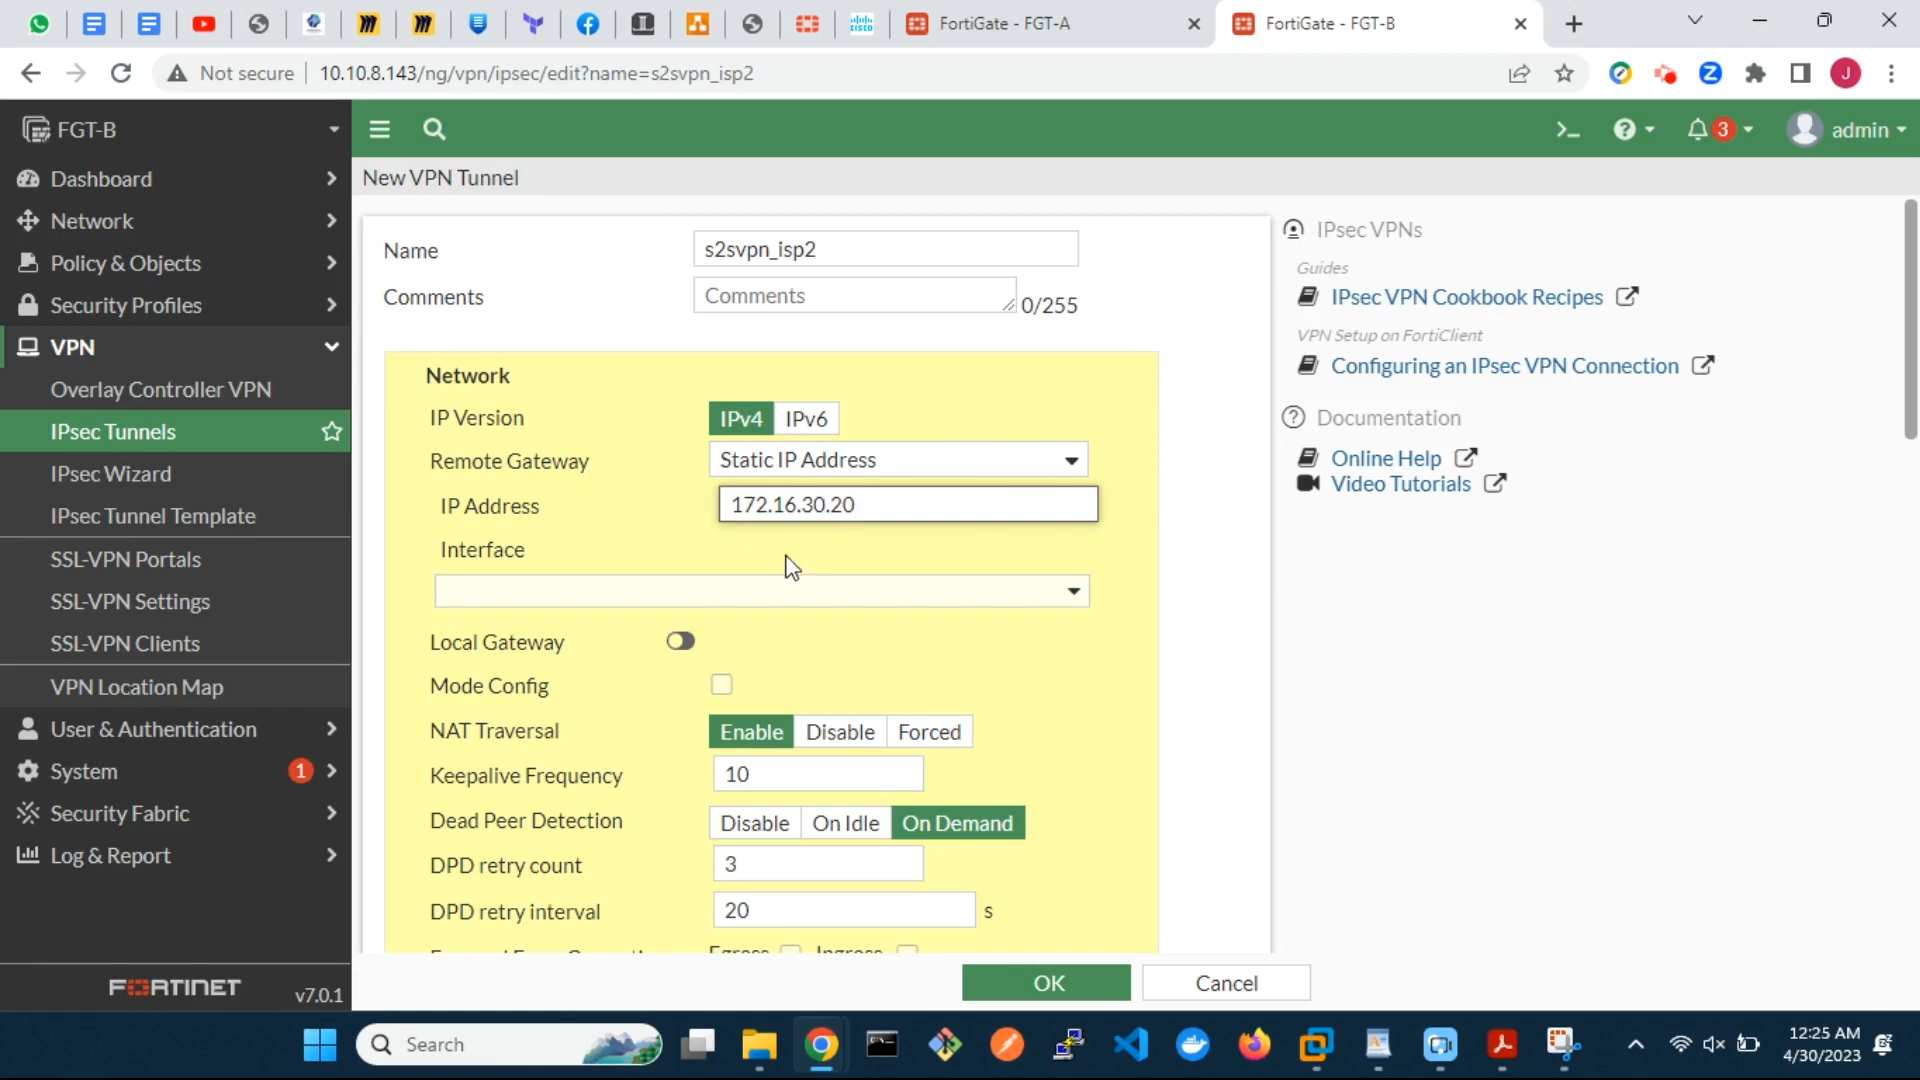 FortiGate - FGT-A
FortiGate - FGT-B
Not secure
10.10.8.143/ng/vpn/ipsec/edit?name=s2svpn_isp2
Z
J
FGT-B
3
admin
Dashboard
Network
Policy & Objects
Security Profiles
VPN
Overlay Controller VPN
IPsec Tunnels
IPsec Wizard
IPsec Tunnel Template
SSL-VPN Portals
SSL-VPN Settings
SSL-VPN Clients
VPN Location Map
User & Authentication
System
1
Security Fabric
Log & Report
FORTINET
v7.0.1
New VPN Tunnel
Name
s2svpn_isp2
Comments
Comments
0/255
Network
IP Version
IPv4
IPv6
Remote Gateway
Static IP Address
IP Address
172.16.30.20
Interface
Local Gateway
Mode Config
NAT Traversal
Enable
Disable
Forced
Keepalive Frequency
10
Dead Peer Detection
Disable
On Idle
On Demand
DPD retry count
3
DPD retry interval
20
s
Egress
Ingress
OK
Cancel
IPsec VPNs
Guides
IPsec VPN Cookbook Recipes
VPN Setup on FortiClient
Configuring an IPsec VPN Connection
Documentation
Online Help
Video Tutorials
Search
12:25 AM
4/30/2023